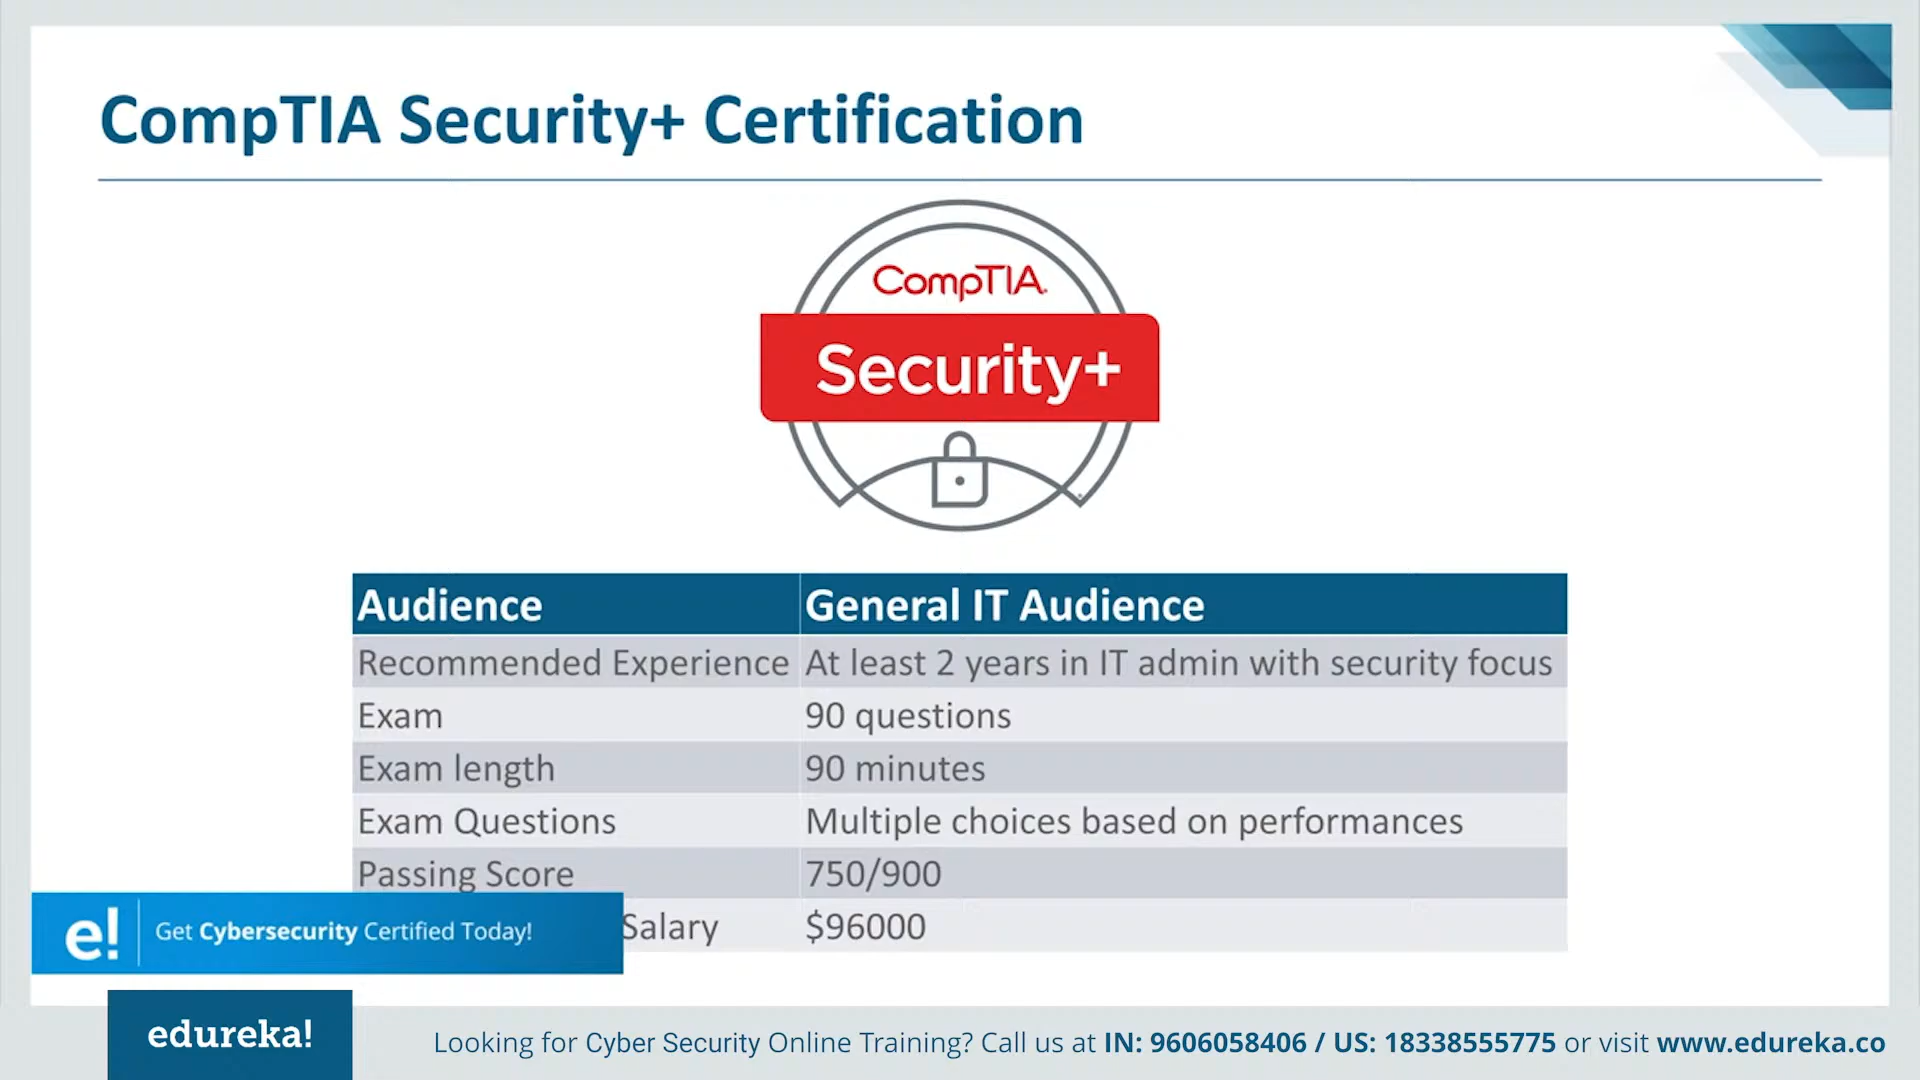 CompTIA Security+ Certification
CompTIA.
Security+
Audience General IT Audience
Recommended Experience At least 2 years in IT admin with security focus
Exam 90 questions
Exam length 90 minutes
Exam Questions Multiple choices based on performances
Passing Score 750/900
Salary $96000
e! Get Cybersecurity Certified Today!
edureka!
Looking for Cyber Security Online Training? Call us at IN: 9606058406 / US: 18338555775 or visit www.edureka.co